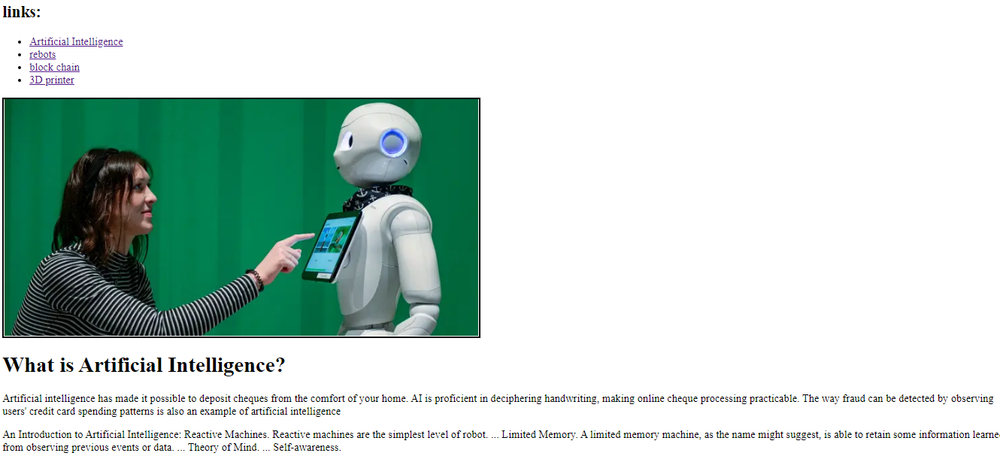 links:
Artificial Intelligence
rebots
block chain
3D printer
What is Artificial Intelligence?
Artificial intelligence has made it possible to deposit cheques from the comfort of your home. AI is proficient in deciphering handwriting, making online cheque processing practicable. The way fraud can be detected by observing
users' credit card spending patterns is also an example of artificial intelligence
An Introduction to Artificial Intelligence: Reactive Machines. Reactive machines are the simplest level of robot. ... Limited Memory. A limited memory machine, as the name might suggest, is able to retain some information learne
from observing previous events or data. ... Theory of Mind. ... Self-awareness.